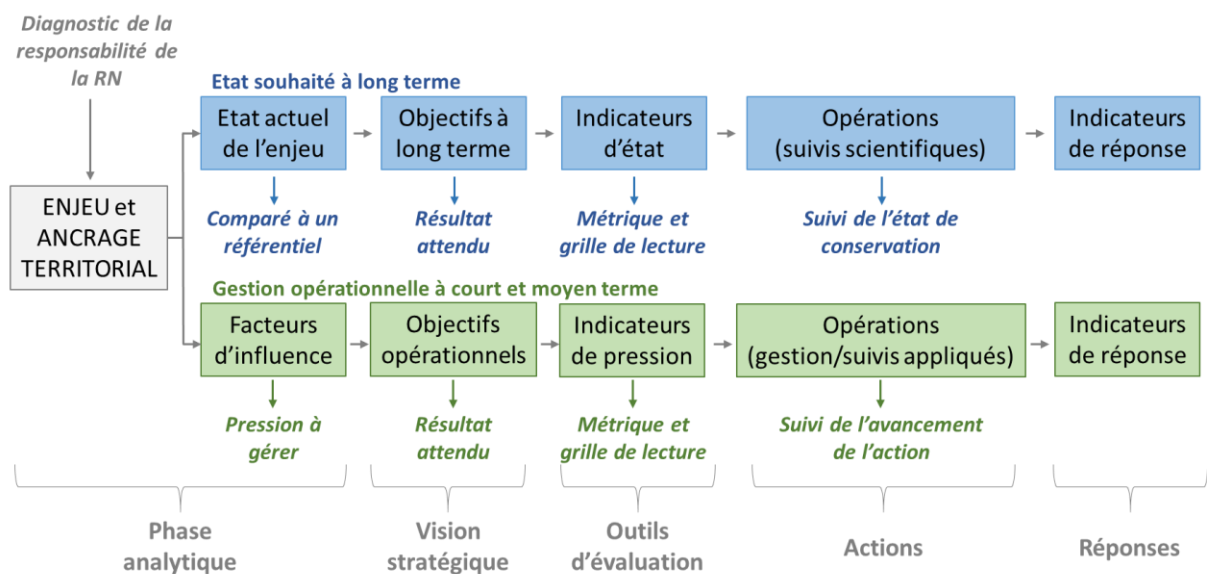 Diagnostic de la
responsabilité de
la RN
Etat souhaité à long terme
Etat actuel
de l'enjeu
Objectifs à
long terme
Indicateurs
d'état
Opérations
(suivis scientifiques)
Indicateurs
de réponse
ENJEU et
ANCRAGE
TERRITORIAL
Comparé à un
référentiel
Résultat
attendu
Métrique et
grille de lecture
Suivi de l'état de
conservation
Gestion opérationnelle à court et moyen terme
Facteurs
d'influence
Objectifs
opérationnels
Indicateurs
de pression
Opérations
(gestion/suivis appliqués)
Indicateurs
de réponse
Pression à
gérer
Résultat
attendu
Métrique et
grille de lecture
Suivi de l'avancement
de l'action
Phase
analytique
Vision
stratégique
Outils
d'évaluation
Actions
Réponses